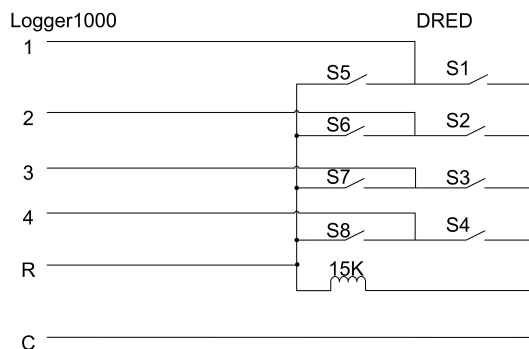 Logger1000 DRED
1
S5 S1
2
S6 S2
3
S7 S3
4
S8 S4
R
15K
C